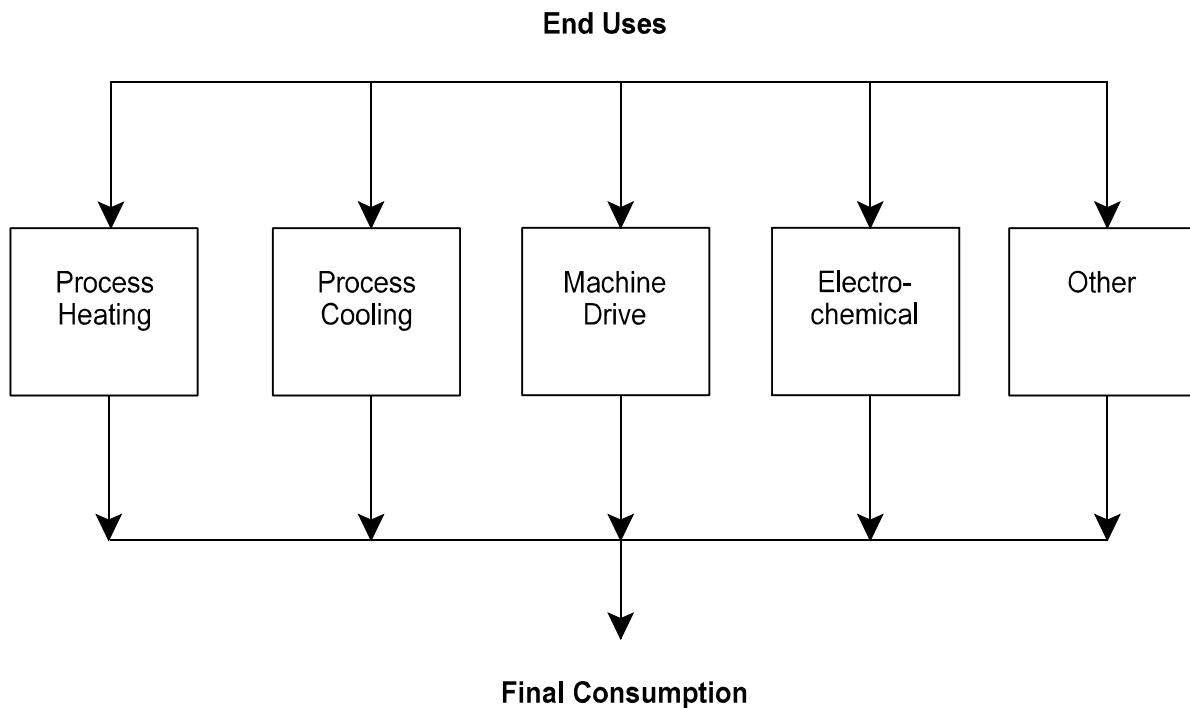 End Uses
Process
Heating
Process
Cooling
Machine
Drive
Electro-
chemical
Other
Final Consumption